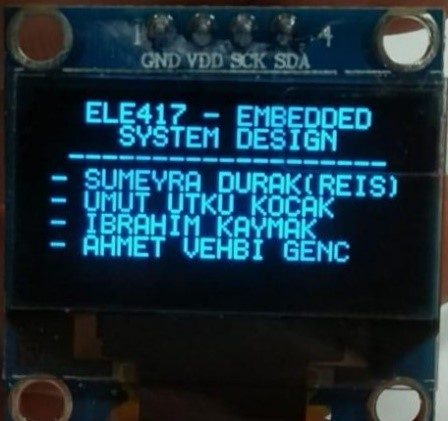 1 4
GND VDD SCK SDA
ELE417 - EMBEDDED
SYSTEM DESIGN
-------------------
- SUMEYRA DURAK(REIS)
- UMUT UTKU KOCAK
- IBRAHIM KAYMAK
- AHMET VEHBI GENC